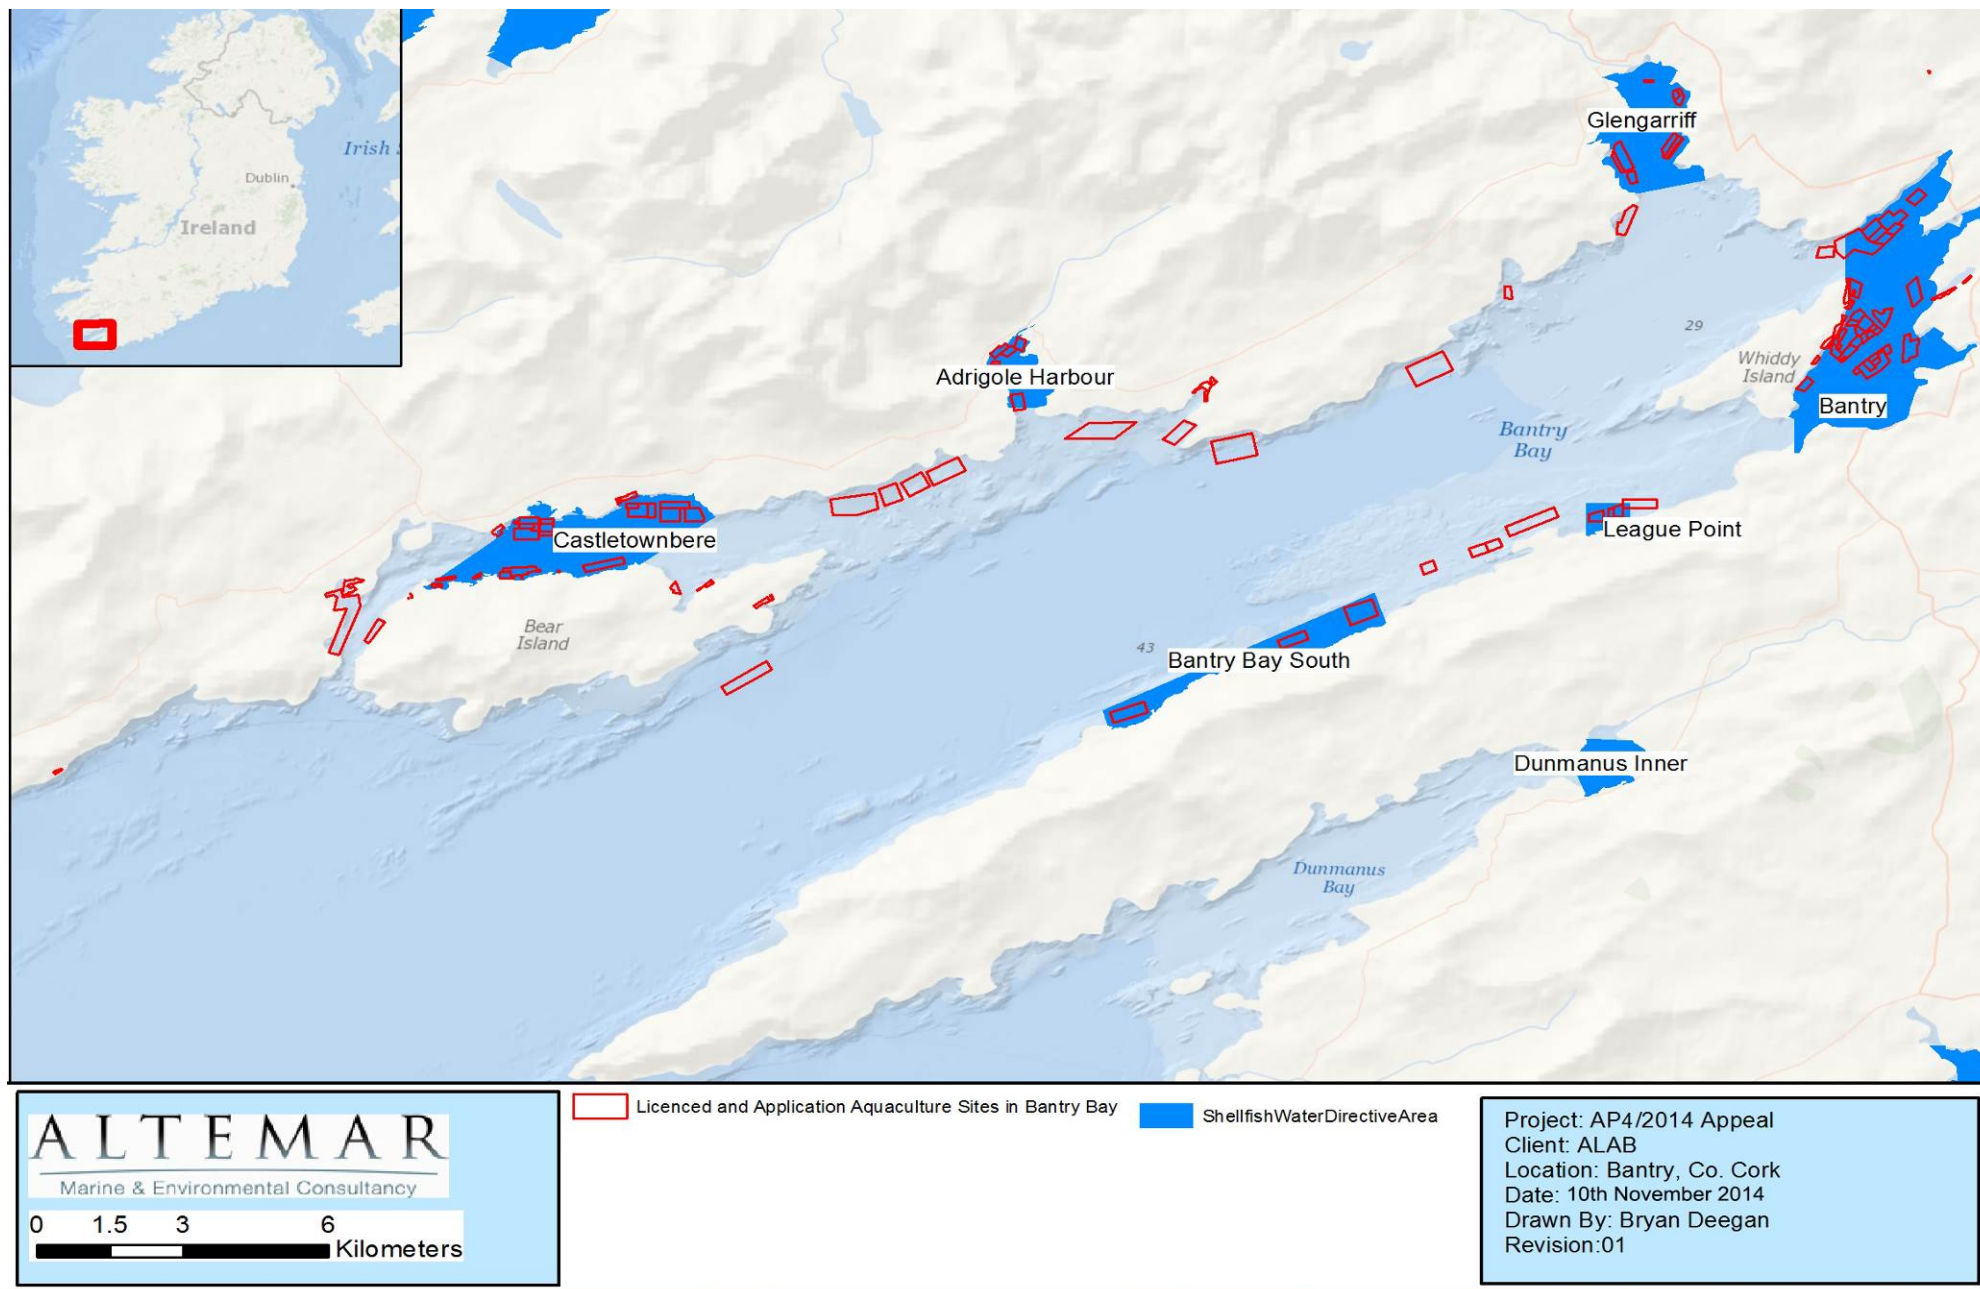 Irish
Dublin
Ireland
Glengarriff
29
Whiddy
Island
Bantry
Adrigole Harbour
Bantry
Bay
League Point
Castletownbere
Bear
Island
43
Bantry Bay South
Dunmanus Inner
Dunmanus
Bay
ALTEMAR
Marine & Environmental Consultancy
0 1.5 3 6
Kilometers
Licenced and Application Aquaculture Sites in Bantry Bay
ShellfishWaterDirectiveArea
Project: AP4/2014 Appeal
Client: ALAB
Location: Bantry, Co. Cork
Date: 10th November 2014
Drawn By: Bryan Deegan
Revision:01